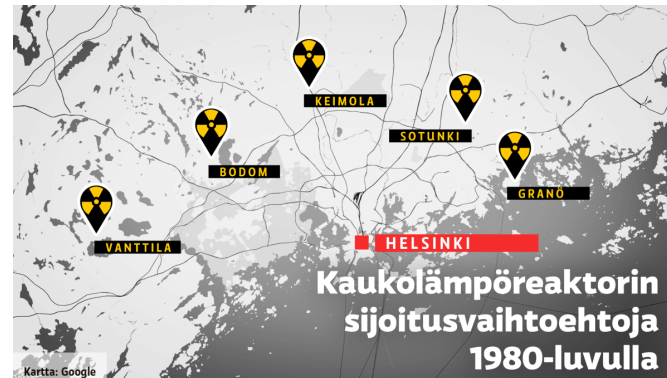 KEIMOLA
SOTUNKI
BODOM
GRANÖ
VANTTILA
HELSINKI
Kaukolämpöreaktorin
sijoitusvaihtoehtoja
1980-luvulla
Kartta: Google